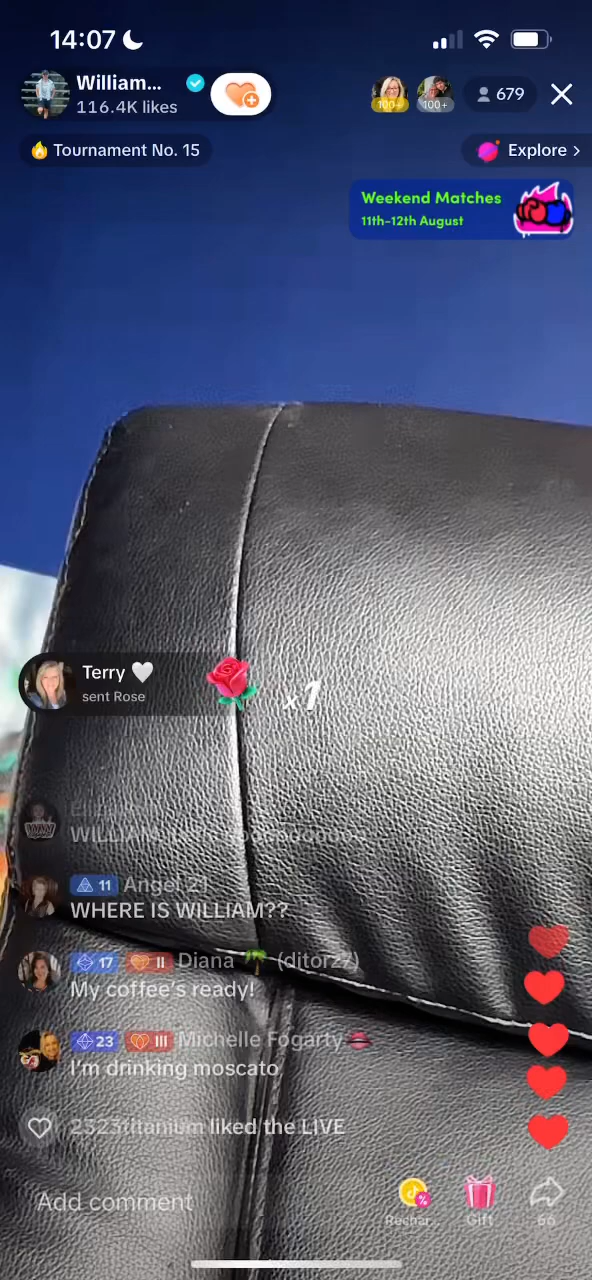 14:07
William...
116.4K likes
100+
100+
679
Tournament No. 15
Explore >
Weekend Matches
11th-12th August
Terry 🤍
sent Rose
x1
WHERE IS WILLIAM??
11 Angel 21
17 II Diana 🌴 (ditorz7)
My coffee's ready!
23 III Michelle Fogarty 💋
I'm drinking moscato
2323titanium liked the LIVE
Add comment
Rechar...
Gift
66